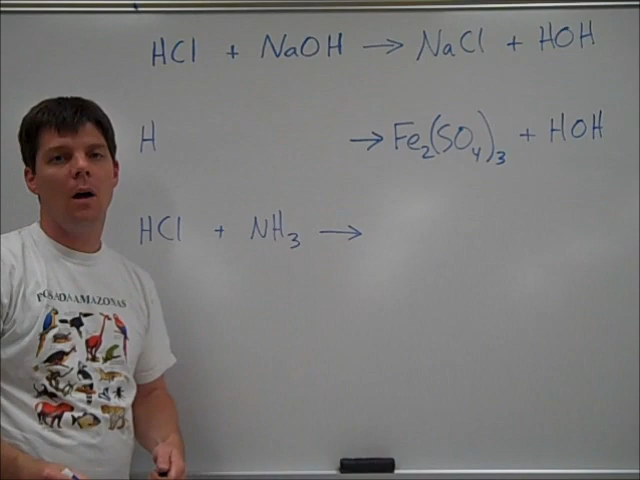 HCl + NaOH → NaCl + HOH
H → Fe₂(SO₄)₃ + HOH
HCl + NH₃ →
POSADA AMAZONAS